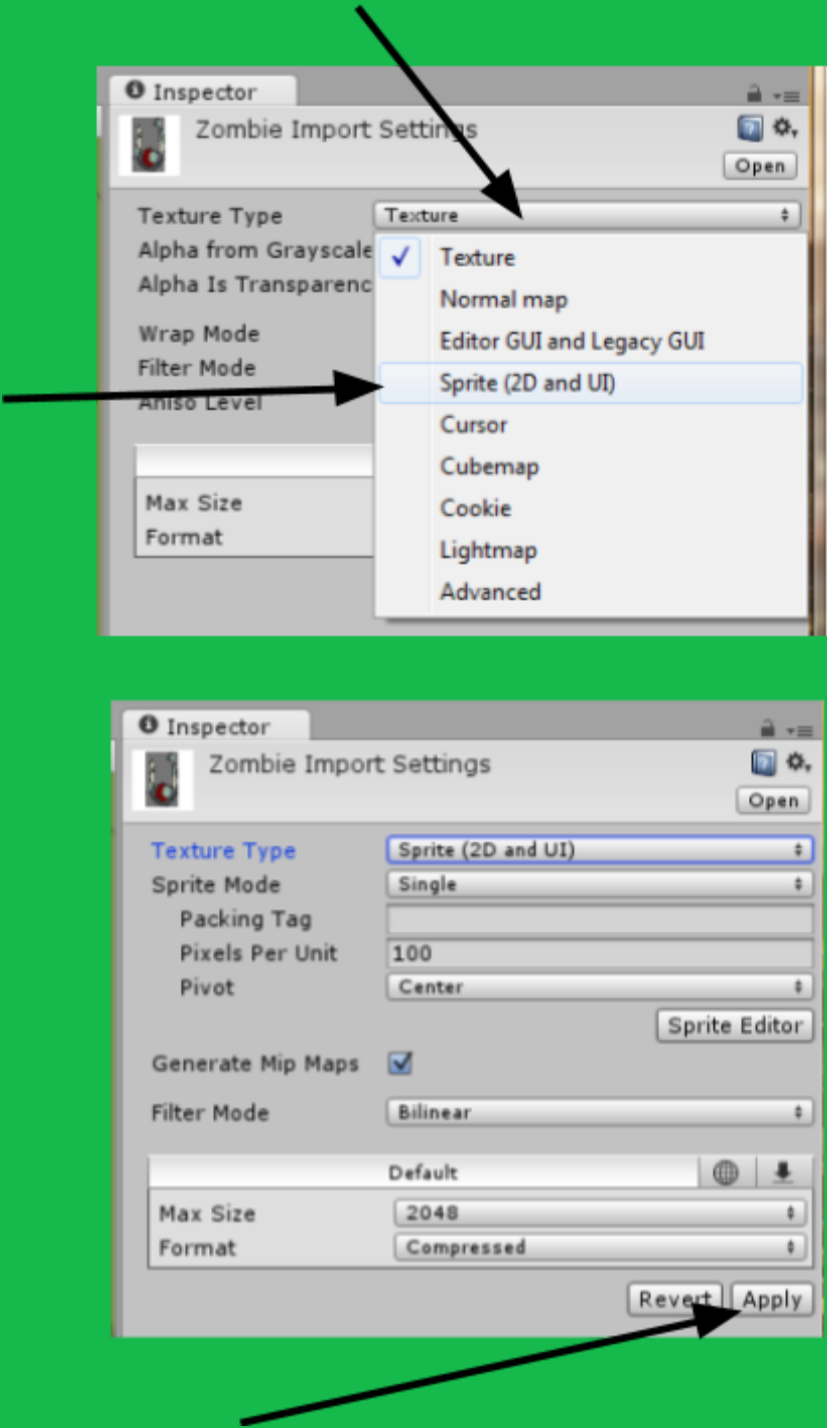 Inspector
Zombie Import Settings
Open
Texture Type Texture
Alpha from Grayscale Texture
Alpha Is Transparenc Normal map
Wrap Mode Editor GUI and Legacy GUI
Filter Mode Sprite (2D and UI)
Aniso Level Cursor
Cubemap
Max Size Cookie
Format Lightmap
Advanced
Inspector
Zombie Import Settings
Open
Texture Type Sprite (2D and UI)
Sprite Mode Single
Packing Tag
Pixels Per Unit 100
Pivot Center
Sprite Editor
Generate Mip Maps
Filter Mode Bilinear
Default
Max Size 2048
Format Compressed
Revert Apply